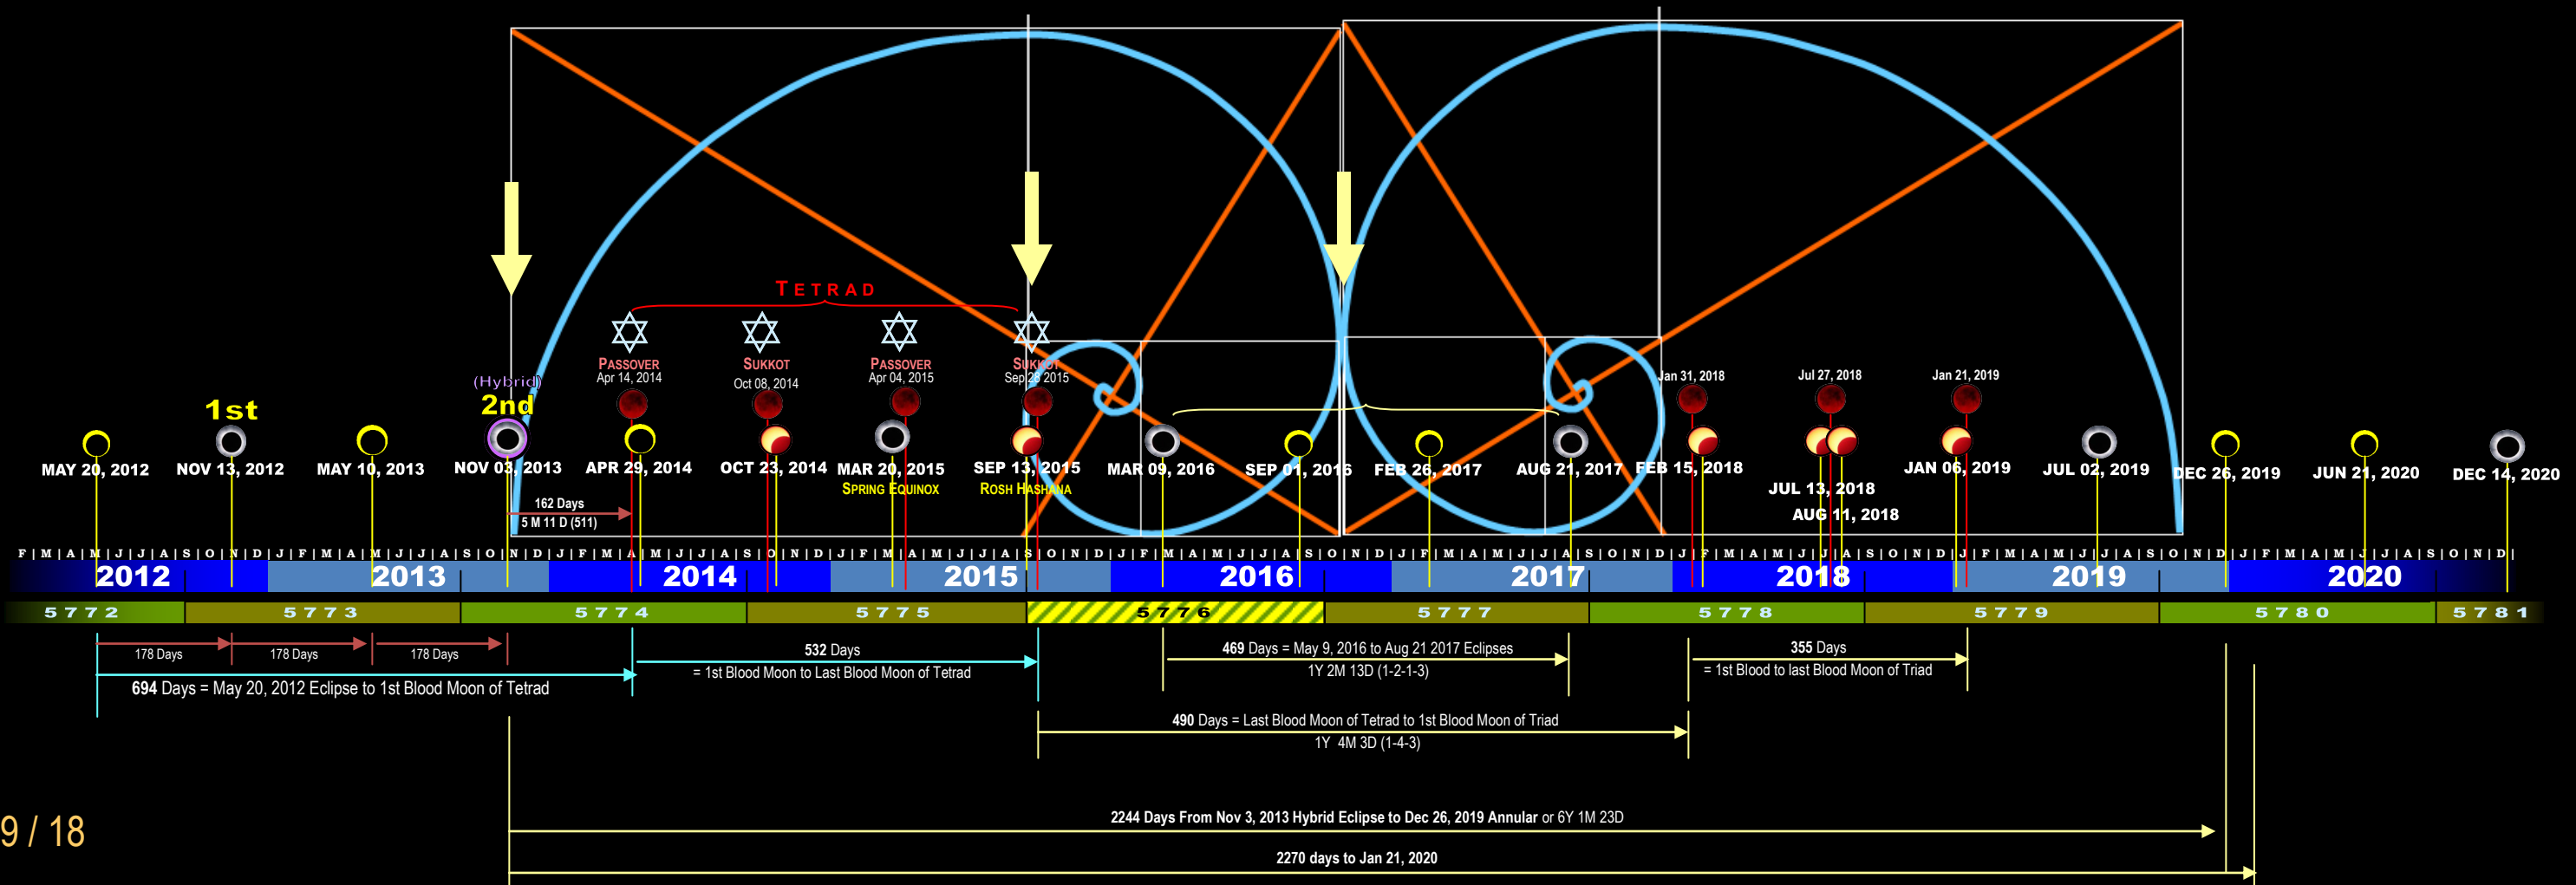 TETRAD
PASSOVER
Apr 14, 2014
SUKKOT
Oct 08, 2014
PASSOVER
Apr 04, 2015
SUKKOT
Sep 28 2015
Jan 31, 2018
Jul 27, 2018
Jan 21, 2019
(Hybrid)
1st
2nd
MAY 20, 2012
NOV 13, 2012
MAY 10, 2013
NOV 03, 2013
APR 29, 2014
OCT 23, 2014
MAR 20, 2015
SPRING EQUINOX
SEP 13, 2015
ROSH HASHANA
MAR 09, 2016
SEP 01, 2016
FEB 26, 2017
AUG 21, 2017
FEB 15, 2018
JUL 13, 2018
AUG 11, 2018
JAN 06, 2019
JUL 02, 2019
DEC 26, 2019
JUN 21, 2020
DEC 14, 2020
162 Days
5 M 11 D (511)
F | M | A | M | J | J | A | S | O | N | D | J | F | M | A | M | J | J | A | S | O | N | D | J | F | M | A | M | J | J | A | S | O | N | D | J | F | M | A | M | J | J | A | S | O | N | D | J | F | M | A | M | J | J | A | S | O | N | D | J | F | M | A | M | J | J | A | S | O | N | D | J | F | M | A | M | J | J | A | S | O | N | D | J | F | M | A | M | J | J | A | S | O | N | D | J | F | M | A | M | J | J | A | S | O | N | D |
2012 2013 2014 2015 2016 2017 2018 2019 2020
5772 5773 5774 5775 5776 5777 5778 5779 5780 5781
178 Days
178 Days
178 Days
694 Days = May 20, 2012 Eclipse to 1st Blood Moon of Tetrad
532 Days
= 1st Blood Moon to Last Blood Moon of Tetrad
469 Days = May 9, 2016 to Aug 21 2017 Eclipses
1Y 2M 13D (1-2-1-3)
355 Days
= 1st Blood to last Blood Moon of Triad
490 Days = Last Blood Moon of Tetrad to 1st Blood Moon of Triad
1Y 4M 3D (1-4-3)
2244 Days From Nov 3, 2013 Hybrid Eclipse to Dec 26, 2019 Annular or 6Y 1M 23D
9 / 18
2270 days to Jan 21, 2020